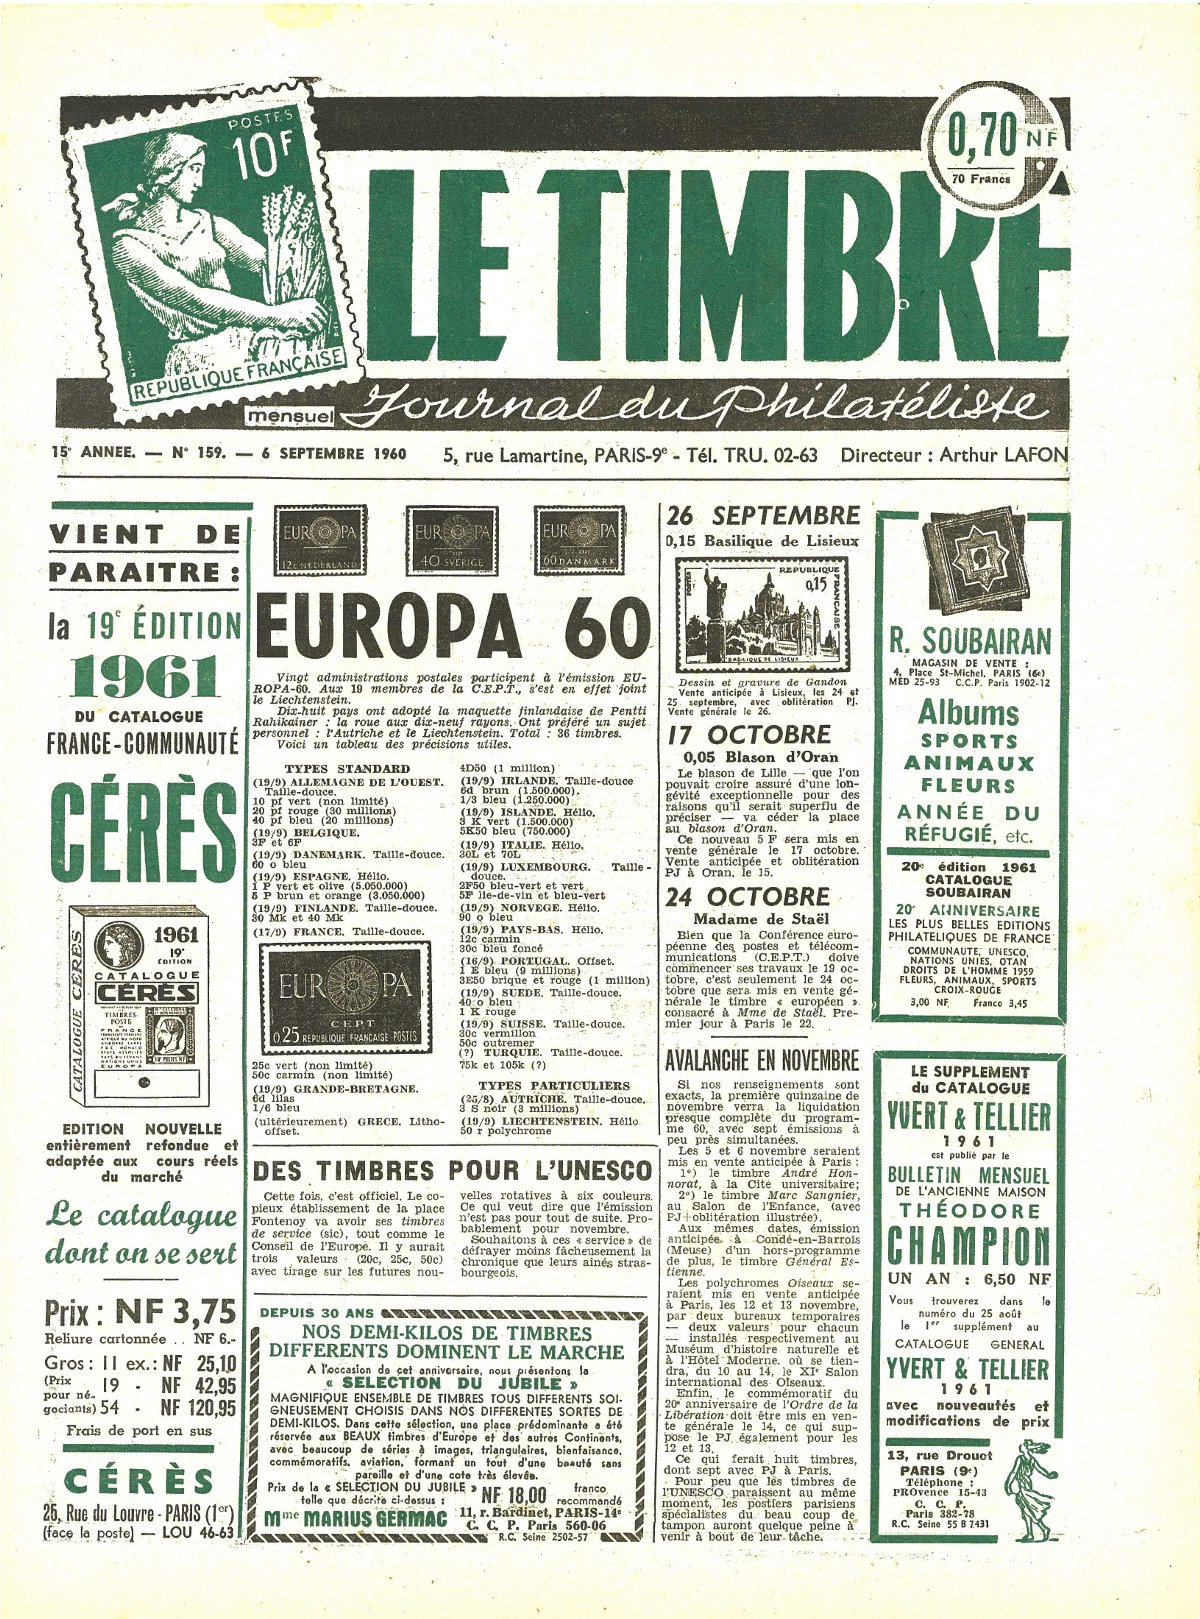 POSTES
10F
REPUBLIQUE FRANÇAISE
0,70 NF
70 Francs
LE TIMBRE
mensuel Journal du Philatéliste
15e ANNEE. — N° 159. — 6 SEPTEMBRE 1960 5, rue Lamartine, PARIS-9e - Tél. TRU. 02-63 Directeur : Arthur LAFON
VIENT DE
PARAITRE :
la 19e ÉDITION
1961
DU CATALOGUE
FRANCE-COMMUNAUTÉ
CÉRÈS
CATALOGUE CÉRÈS
1961
19e
EDITION
CATALOGUE
CÉRÈS
TIMBRES-
POSTE
EUROPA
EDITION NOUVELLE
entièrement refondue et
adaptée aux cours réels
du marché
Le catalogue
dont on se sert
Prix : NF 3,75
Reliure cartonnée .. NF 6.-
Gros : 11 ex. : NF 25,10
(Prix 19 - NF 42,95
pour né-
gociants) 54 - NF 120,95
Frais de port en sus
CÉRÈS
25, Rue du Louvre - PARIS (1er)
(face la poste) — LOU 46-63
EUROPA
12c NEDERLAND
EUROPA
40 SVERIGE
EUROPA
60 DANMARK
EUROPA 60
Vingt administrations postales participent à l'émission EU-
ROPA-60. Aux 19 membres de la C.E.P.T., s'est en effet joint
le Liechtenstein.
Dix-huit pays ont adopté la maquette finlandaise de Pentti
Rahikainer : la roue aux dix-neuf rayons. Ont préféré un sujet
personnel : l'Autriche et le Liechtenstein. Total : 36 timbres.
Voici un tableau des précisions utiles.
TYPES STANDARD
(19/9) ALLEMAGNE DE L'OUEST.
Taille-douce.
10 pf vert (non limité)
20 pf rouge (30 millions)
40 pf bleu (20 millions)
(19/9) BELGIQUE.
3F et 6F
(19/9) DANEMARK. Taille-douce.
60 o bleu
(19/9) ESPAGNE. Hélio.
1 P vert et olive (5.050.000)
5 P brun et orange (3.050.000)
(19/9) FINLANDE. Taille-douce.
30 Mk et 40 Mk
(17/9) FRANCE. Taille-douce.
EUROPA
CEPT
0,25 REPUBLIQUE FRANÇAISE POSTES
25c vert (non limité)
50c carmin (non limité)
(19/9) GRANDE-BRETAGNE.
6d lilas
1/6 bleu
(ultérieurement) GRECE. Litho-
offset.
4D50 (1 million)
(19/9) IRLANDE. Taille-douce
6d brun (1.500.000).
1/3 bleu (1.250.000)
(19/9) ISLANDE. Hélio.
3 K vert (1.500.000)
5K50 bleu (750.000)
(19/9) ITALIE. Hélio.
30L et 70L
(19/9) LUXEMBOURG. Taille-
douce.
2F50 bleu-vert et vert
5F lie-de-vin et bleu-vert
(19/9) NORVEGE. Hélio.
90 o bleu
(19/9) PAYS-BAS. Hélio.
12c carmin
30c bleu foncé
(16/9) PORTUGAL. Offset.
1 E bleu (9 millions)
3E50 brique et rouge (1 million)
(19/9) SUEDE. Taille-douce.
40 o bleu
1 K rouge
(19/9) SUISSE. Taille-douce.
30c vermillon
50c outremer
(?) TURQUIE. Taille-douce.
75k et 105k (?)
TYPES PARTICULIERS
(25/8) AUTRICHE. Taille-douce.
3 S noir (3 millions)
(19/9) LIECHTENSTEIN. Hélio
50 r polychrome
DES TIMBRES POUR L'UNESCO
Cette fois, c'est officiel. Le co-
pieux établissement de la place
Fontenoy va avoir ses timbres
de service (sic), tout comme le
Conseil de l'Europe. Il y aurait
trois valeurs : (20c, 25c, 50c)
avec tirage sur les futures nou-
velles rotatives à six couleurs.
Ce qui veut dire que l'émission
n'est pas pour tout de suite. Pro-
bablement pour novembre.
Souhaitons à ces « service » de
défrayer moins fâcheusement la
chronique que leurs aînés stras-
bourgeois.
DEPUIS 30 ANS
NOS DEMI-KILOS DE TIMBRES
DIFFERENTS DOMINENT LE MARCHE
A l'occasion de cet anniversaire, nous présentons la
« SELECTION DU JUBILE »
MAGNIFIQUE ENSEMBLE DE TIMBRES TOUS DIFFERENTS SOI-
GNEUSEMENT CHOISIS DANS NOS DIFFERENTES SORTES DE
DEMI-KILOS. Dans cette sélection, une place prédominante a été
réservée aux BEAUX timbres d'Europe et des autres Continents,
avec beaucoup de séries à images, triangulaires, bienfaisance,
commémoratifs, aviation, formant un tout d'une beauté sans
pareille et d'une cote très élevée.
Prix de la « SELECTION DU JUBILE »
telle que décrite ci-dessus : NF 18,00 franco
recommandé
Mme MARIUS GERMAC 11, r. Bardinet, PARIS-14e
C. C. P. Paris 560-06
R.C. Seine 2502-57
26 SEPTEMBRE
0,15 Basilique de Lisieux
REPUBLIQUE FRANÇAISE
0,15
BASILIQUE DE LISIEUX
Dessin et gravure de Gandon
Vente anticipée à Lisieux, les 24 et
25 septembre, avec oblitération PJ.
Vente générale le 26.
17 OCTOBRE
0,05 Blason d'Oran
Le blason de Lille — que l'on
pouvait croire assuré d'une lon-
gévité exceptionnelle pour des
raisons qu'il serait superflu de
préciser — va céder la place
au blason d'Oran.
Ce nouveau 5 F sera mis en
vente générale le 17 octobre.
Vente anticipée et oblitération
PJ à Oran, le 15.
24 OCTOBRE
Madame de Staël
Bien que la Conférence euro-
péenne des postes et télécom-
munications (C.E.P.T.) doive
commencer ses travaux le 19 oc-
tobre, c'est seulement le 24 oc-
tobre que sera mis en vente gé-
nérale le timbre « européen »
consacré à Mme de Staël. Pre-
mier jour à Paris le 22.
AVALANCHE EN NOVEMBRE
Si nos renseignements sont
exacts, la première quinzaine de
novembre verra la liquidation
presque complète du program-
me 60, avec sept émissions à
peu près simultanées.
Les 5 et 6 novembre seraient
mis en vente anticipée à Paris :
1°) le timbre André Hon-
norat, à la Cité universitaire;
2°) le timbre Marc Sangnier,
au Salon de l'Enfance, (avec
PJ+oblitération illustrée).
Aux mêmes dates, émission
anticipée à Condé-en-Barrois
(Meuse) d'un hors-programme
de plus, le timbre Général Es-
tienne.
Les polychromes Oiseaux se-
raient mis en vente anticipée
à Paris, les 12 et 13 novembre,
par deux bureaux temporaires
— deux valeurs pour chacun
— installés respectivement au
Muséum d'histoire naturelle et
à l'Hôtel Moderne, où se tien-
dra, du 10 au 14, le XIe Salon
international des Oiseaux.
Enfin, le commémoratif du
20e anniversaire de l'Ordre de la
Libération doit être mis en ven-
te générale le 14, ce qui sup-
pose le PJ également pour les
12 et 13.
Ce qui ferait huit timbres,
dont sept avec PJ à Paris.
Pour peu que les timbres de
l'UNESCO paraissent au même
moment, les postiers parisiens
spécialistes du beau coup de
tampon auront quelque peine à
venir à bout de leur tâche.
R. SOUBAIRAN
MAGASIN DE VENTE :
4, Place St-Michel, PARIS (6e)
MED 25-93 C.C.P. Paris 1902-12
Albums
SPORTS
ANIMAUX
FLEURS
ANNÉE DU
RÉFUGIÉ, etc.
20e édition 1961
CATALOGUE
SOUBAIRAN
20e ANNIVERSAIRE
LES PLUS BELLES EDITIONS
PHILATELIQUES DE FRANCE
COMMUNAUTE, UNESCO,
NATIONS UNIES, OTAN
DROITS DE L'HOMME 1959
FLEURS, ANIMAUX, SPORTS
CROIX-ROUGE
3,00 NF Franco 3,45
LE SUPPLEMENT
du CATALOGUE
YVERT & TELLIER
1961
est publié par le
BULLETIN MENSUEL
DE L'ANCIENNE MAISON
THÉODORE
CHAMPION
UN AN : 6,50 NF
Vous trouverez dans le
numéro du 25 août
le 1er supplément au
CATALOGUE GENERAL
YVERT & TELLIER
1961
avec nouveautés et
modifications de prix
13, rue Drouot
PARIS (9e)
Téléphone :
PROvence 15-43
C. C. P.
Paris 382-78
R.C. Seine 55 B 7431